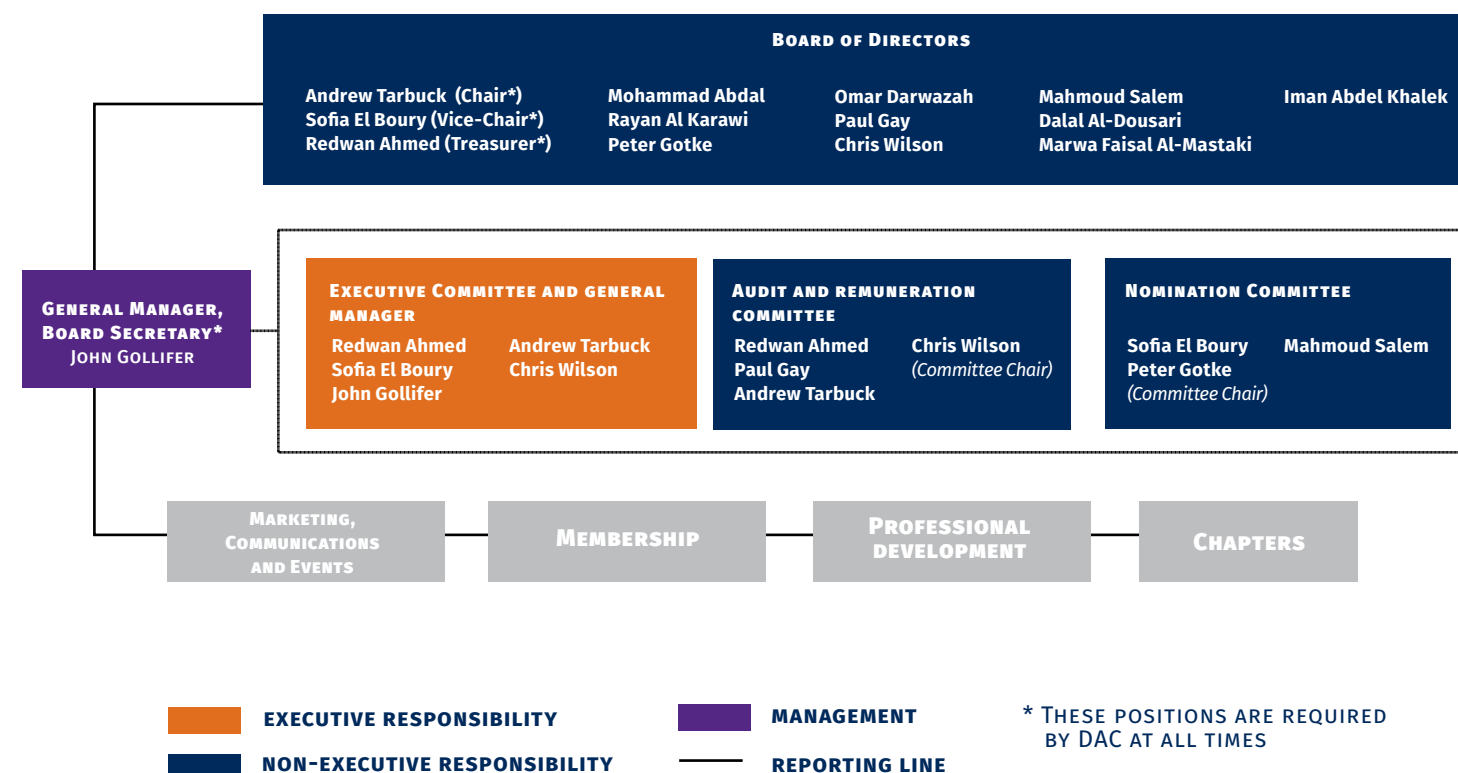 Board of Directors
Andrew Tarbuck (Chair*)
Sofia El Boury (Vice-Chair*)
Redwan Ahmed (Treasurer*)
Mohammad Abdal
Rayan Al Karawi
Peter Gotke
Omar Darwazah
Paul Gay
Chris Wilson
Mahmoud Salem
Dalal Al-Dousari
Marwa Faisal Al-Mastaki
Iman Abdel Khalek
General Manager,
Board Secretary*
John Gollifer
Executive Committee and general
manager
Redwan Ahmed
Sofia El Boury
John Gollifer
Andrew Tarbuck
Chris Wilson
Audit and remuneration
committee
Redwan Ahmed
Paul Gay
Andrew Tarbuck
Chris Wilson
(Committee Chair)
Nomination Committee
Sofia El Boury
Peter Gotke
(Committee Chair)
Mahmoud Salem
Marketing,
Communications
and Events
Membership
Professional
development
Chapters
executive responsibility
non-executive responsibility
management
reporting line
* These positions are required
by DAC at all times